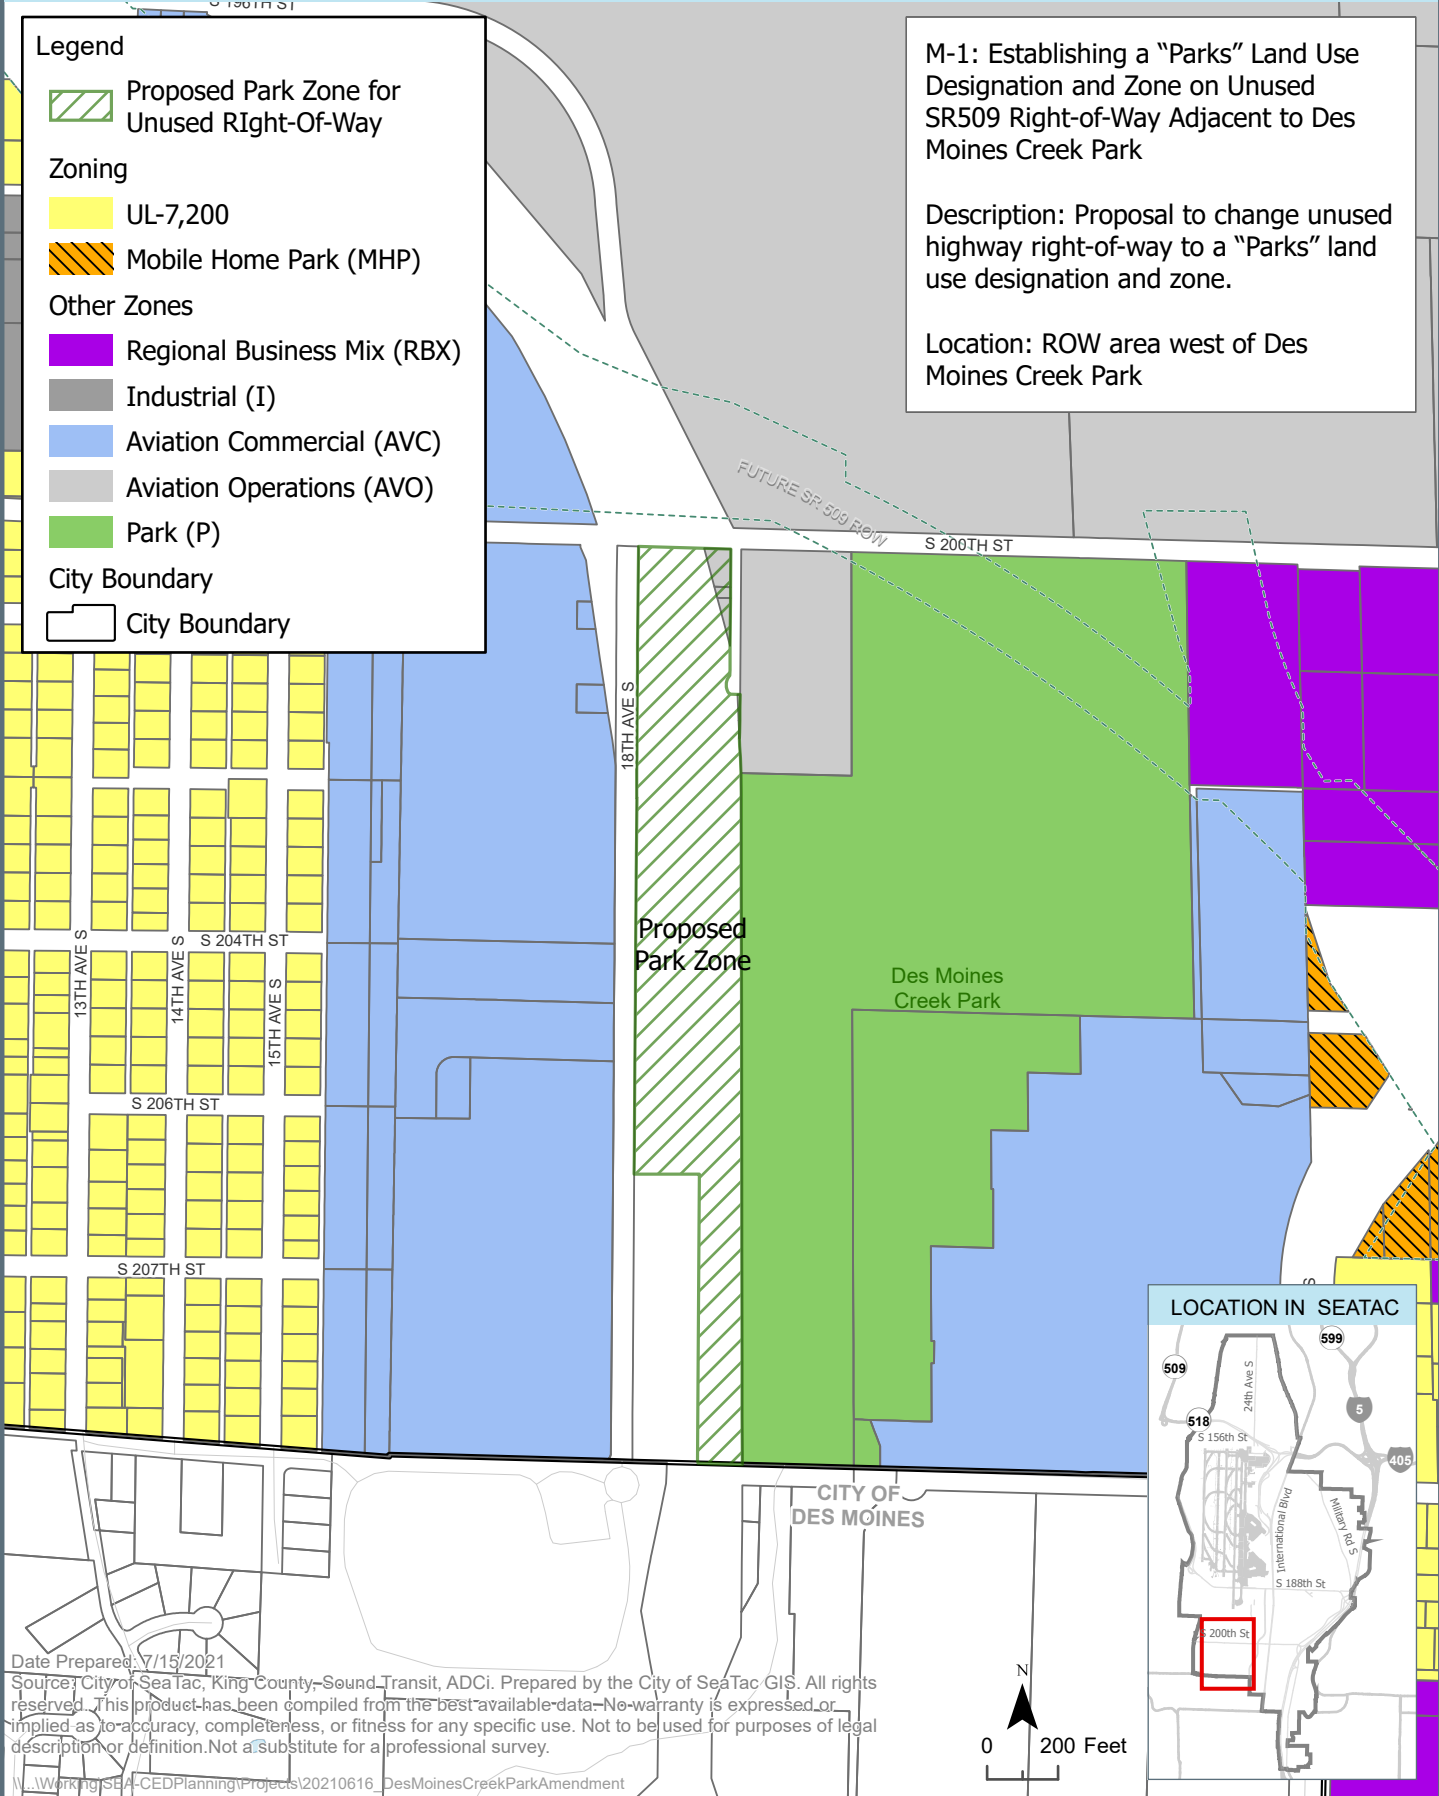 S 196TH ST
Legend
Proposed Park Zone for
Unused RIght-Of-Way
Zoning
UL-7,200
Mobile Home Park (MHP)
Other Zones
Regional Business Mix (RBX)
Industrial (I)
Aviation Commercial (AVC)
Aviation Operations (AVO)
Park (P)
City Boundary
City Boundary
M-1: Establishing a “Parks” Land Use
Designation and Zone on Unused
SR509 Right-of-Way Adjacent to Des
Moines Creek Park
Description: Proposal to change unused
highway right-of-way to a “Parks” land
use designation and zone.
Location: ROW area west of Des
Moines Creek Park
FUTURE SR 509 ROW
S 200TH ST
18TH AVE S
Proposed
Park Zone
Des Moines
Creek Park
13TH AVE S
14TH AVE S
15TH AVE S
S 204TH ST
S 206TH ST
S 207TH ST
S
CITY OF
DES MOINES
LOCATION IN SEATAC
599
509
24th Ave S
5
518
S 156th St
405
International Blvd
Military Rd S
S 188th St
S 200th St
N
0 200 Feet
Date Prepared: 7/15/2021
Source: City of SeaTac, King County, Sound Transit, ADCi. Prepared by the City of SeaTac GIS. All rights
reserved. This product has been compiled from the best available data. No warranty is expressed or
implied as to accuracy, completeness, or fitness for any specific use. Not to be used for purposes of legal
description or definition.Not a substitute for a professional survey.
\\...\Working\SEA-CEDPlanning\Projects\20210616_DesMoinesCreekParkAmendment